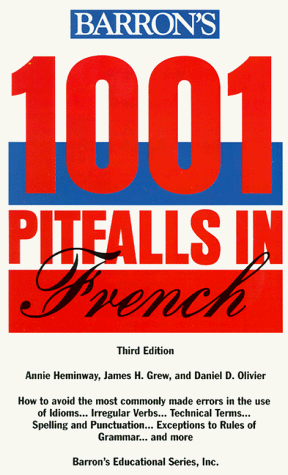 BARRON'S
1001
PITFALLS IN
French
Third Edition
Annie Heminway, James H. Grew, and Daniel D. Olivier
How to avoid the most commonly made errors in the use
of Idioms... Irregular Verbs... Technical Terms...
Spelling and Punctuation... Exceptions to Rules of
Grammar... and more
Barron's Educational Series, Inc.